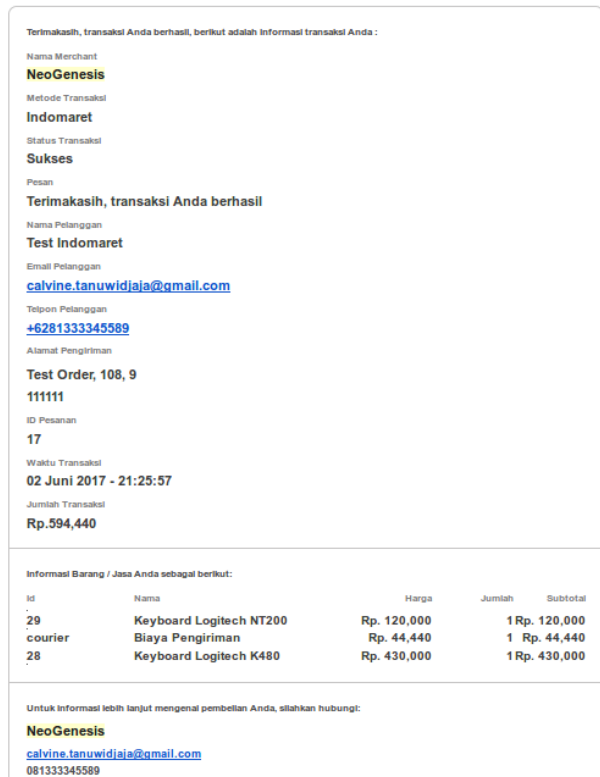 Terimakasih, transaksi Anda berhasil, berikut adalah informasi transaksi Anda :
Nama Merchant
NeoGenesis
Metode Transaksi
Indomaret
Status Transaksi
Sukses
Pesan
Terimakasih, transaksi Anda berhasil
Nama Pelanggan
Test Indomaret
Email Pelanggan
calvine.tanuwidjaja@gmail.com
Telpon Pelanggan
+6281333345589
Alamat Pengiriman
Test Order, 108, 9
111111
ID Pesanan
17
Waktu Transaksi
02 Juni 2017 - 21:25:57
Jumlah Transaksi
Rp.594,440
Informasi Barang / Jasa Anda sebagai berikut:
Id Nama Harga Jumlah Subtotal
29 Keyboard Logitech NT200 Rp. 120,000 1 Rp. 120,000
courier Biaya Pengiriman Rp. 44,440 1 Rp. 44,440
28 Keyboard Logitech K480 Rp. 430,000 1 Rp. 430,000
Untuk informasi lebih lanjut mengenai pembelian Anda, silahkan hubungi:
NeoGenesis
calvine.tanuwidjaja@gmail.com
081333345589